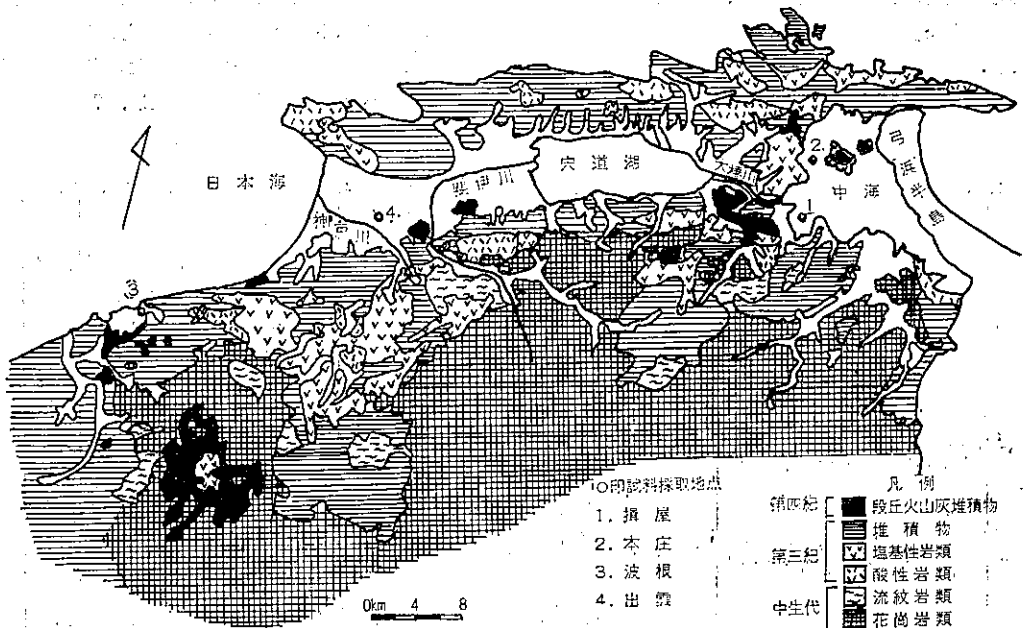 日本海
宍道湖
斐伊川
大橋川
中海
弓浜半島
神戸川
1.
2.
3
4.
0km 4 8
○印試料採取地点
1. 揖屋
2. 本庄
3. 波根
4. 出雲
凡例
第四紀
段丘火山灰堆積物
第三紀
堆積物
塩基性岩類
酸性岩類
中生代
流紋岩類
花崗岩類